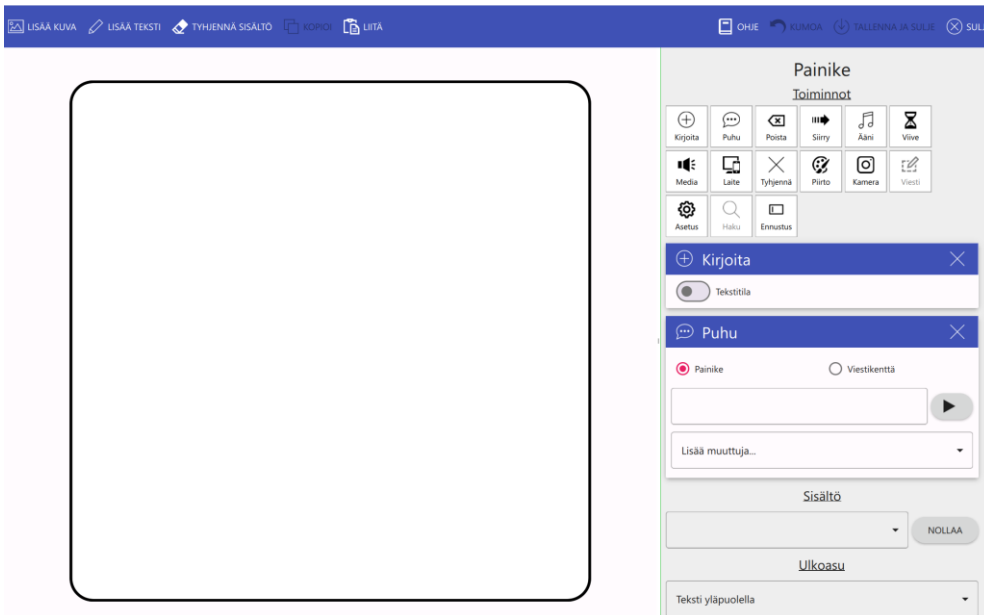 LISÄÄ KUVA LISÄÄ TEKSTI TYHJENNÄ SISÄLTÖ KOPIOI LIITÄ OHJE KUMOA TALLENNA JA SULJE SULJ
Painike
Toiminnot
Kirjoita Puhu Poista Siirry Ääni Viive
Media Laite Tyhjennä Piirto Kamera Viesti
Asetus Haku Ennustus
Kirjoita
Tekstitila
Puhu
Painike Viestikenttä
Lisää muuttuja...
Sisältö
NOLLAA
Ulkoasu
Teksti yläpuolella